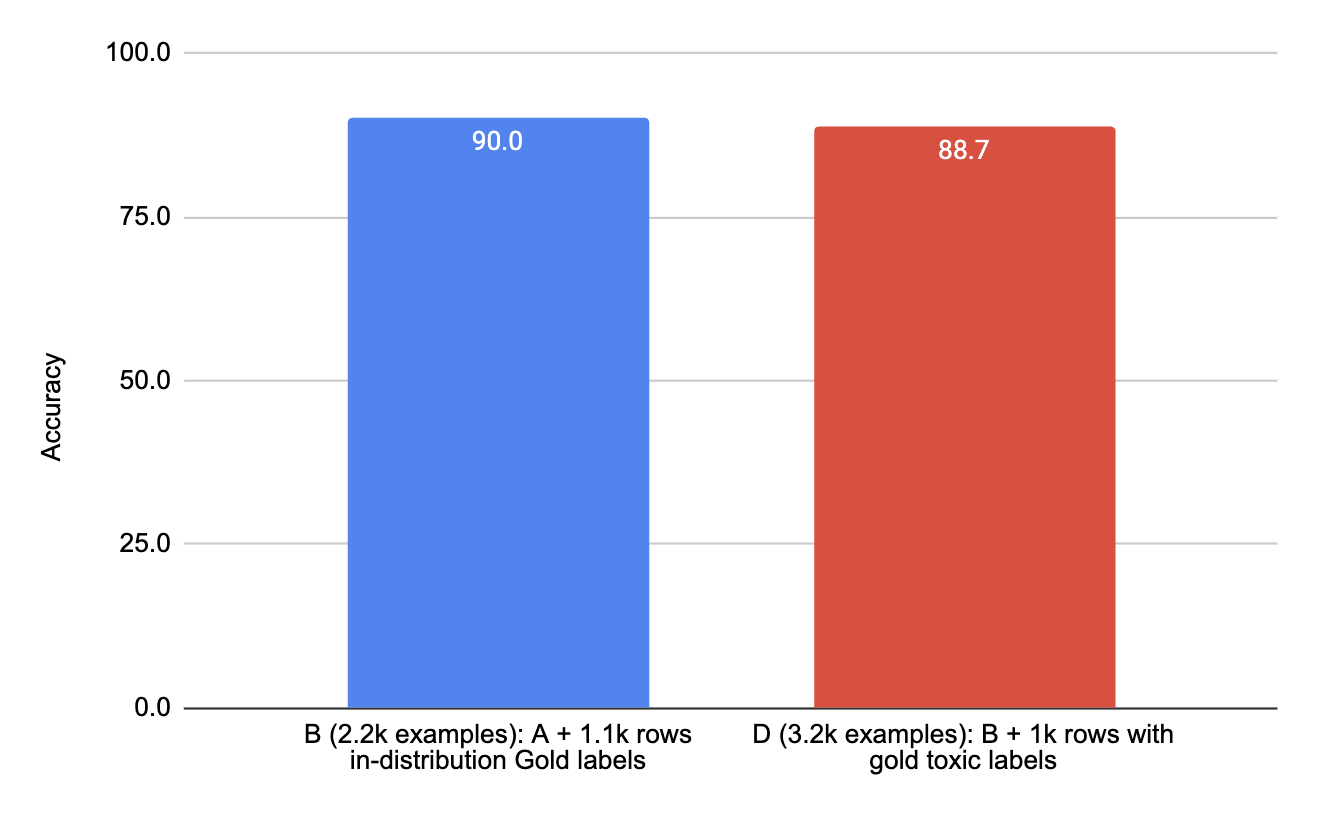 100.0
75.0
50.0
25.0
0.0
Accuracy
90.0
88.7
B (2.2k examples): A + 1.1k rows
in-distribution Gold labels
D (3.2k examples): B + 1k rows with
gold toxic labels